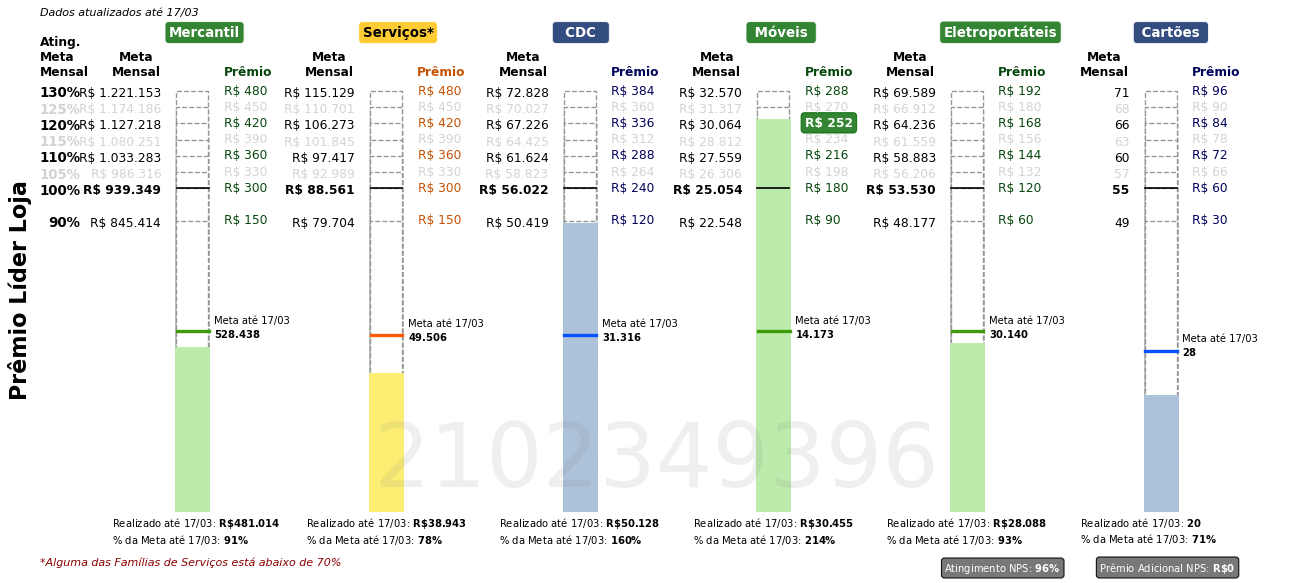 Dados atualizados até 17/03
Mercantil Serviços* CDC Móveis Eletroportáteis Cartões
Ating.
Meta Meta Meta Meta Meta Meta Meta
Mensal Mensal Prêmio Mensal Prêmio Mensal Prêmio Mensal Prêmio Mensal Prêmio Mensal Prêmio
130% R$ 1.221.153 R$ 480 R$ 115.129 R$ 480 R$ 72.828 R$ 384 R$ 32.570 R$ 288 R$ 69.589 R$ 192 71 R$ 96
125% R$ 1.174.186 R$ 450 R$ 110.701 R$ 450 R$ 70.027 R$ 360 R$ 31.317 R$ 270 R$ 66.912 R$ 180 68 R$ 90
120% R$ 1.127.218 R$ 420 R$ 106.273 R$ 420 R$ 67.226 R$ 336 R$ 30.064 R$ 252 R$ 64.236 R$ 168 66 R$ 84
115% R$ 1.080.251 R$ 390 R$ 101.845 R$ 390 R$ 64.425 R$ 312 R$ 28.812 R$ 234 R$ 61.559 R$ 156 63 R$ 78
110% R$ 1.033.283 R$ 360 R$ 97.417 R$ 360 R$ 61.624 R$ 288 R$ 27.559 R$ 216 R$ 58.883 R$ 144 60 R$ 72
105% R$ 986.316 R$ 330 R$ 92.989 R$ 330 R$ 58.823 R$ 264 R$ 26.306 R$ 198 R$ 56.206 R$ 132 57 R$ 66
100% R$ 939.349 R$ 300 R$ 88.561 R$ 300 R$ 56.022 R$ 240 R$ 25.054 R$ 180 R$ 53.530 R$ 120 55 R$ 60
90% R$ 845.414 R$ 150 R$ 79.704 R$ 150 R$ 50.419 R$ 120 R$ 22.548 R$ 90 R$ 48.177 R$ 60 49 R$ 30
Prêmio Líder Loja
Meta até 17/03 Meta até 17/03 Meta até 17/03 Meta até 17/03 Meta até 17/03 Meta até 17/03
528.438 49.506 31.316 14.173 30.140 28
2102349396
Realizado até 17/03: R$481.014 Realizado até 17/03: R$38.943 Realizado até 17/03: R$50.128 Realizado até 17/03: R$30.455 Realizado até 17/03: R$28.088 Realizado até 17/03: 20
% da Meta até 17/03: 91% % da Meta até 17/03: 78% % da Meta até 17/03: 160% % da Meta até 17/03: 214% % da Meta até 17/03: 93% % da Meta até 17/03: 71%
*Alguma das Famílias de Serviços está abaixo de 70% Atingimento NPS: 96% Prêmio Adicional NPS: R$0